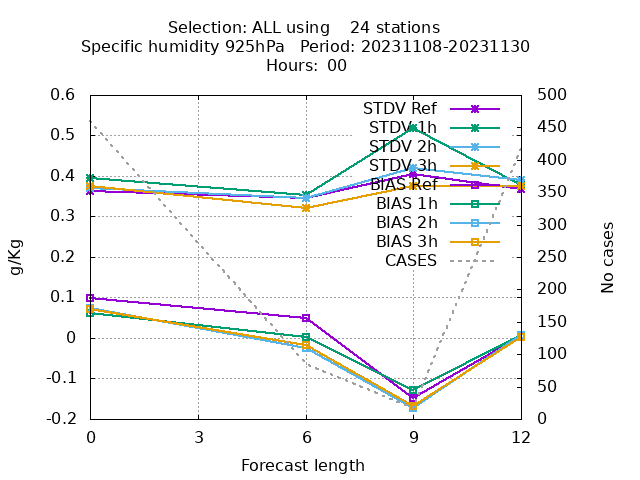 Selection: ALL using    24 stations
Specific humidity 925hPa   Period: 20231108-20231130
Hours: 00
0.6
0.5
0.4
0.3
0.2
0.1
0
-0.1
-0.2
g/Kg
500
450
400
350
300
250
200
150
100
50
0
No cases
STDV Ref
STDV 1h
STDV 2h
STDV 3h
BIAS Ref
BIAS 1h
BIAS 2h
BIAS 3h
CASES
0 3 6 9 12
Forecast length